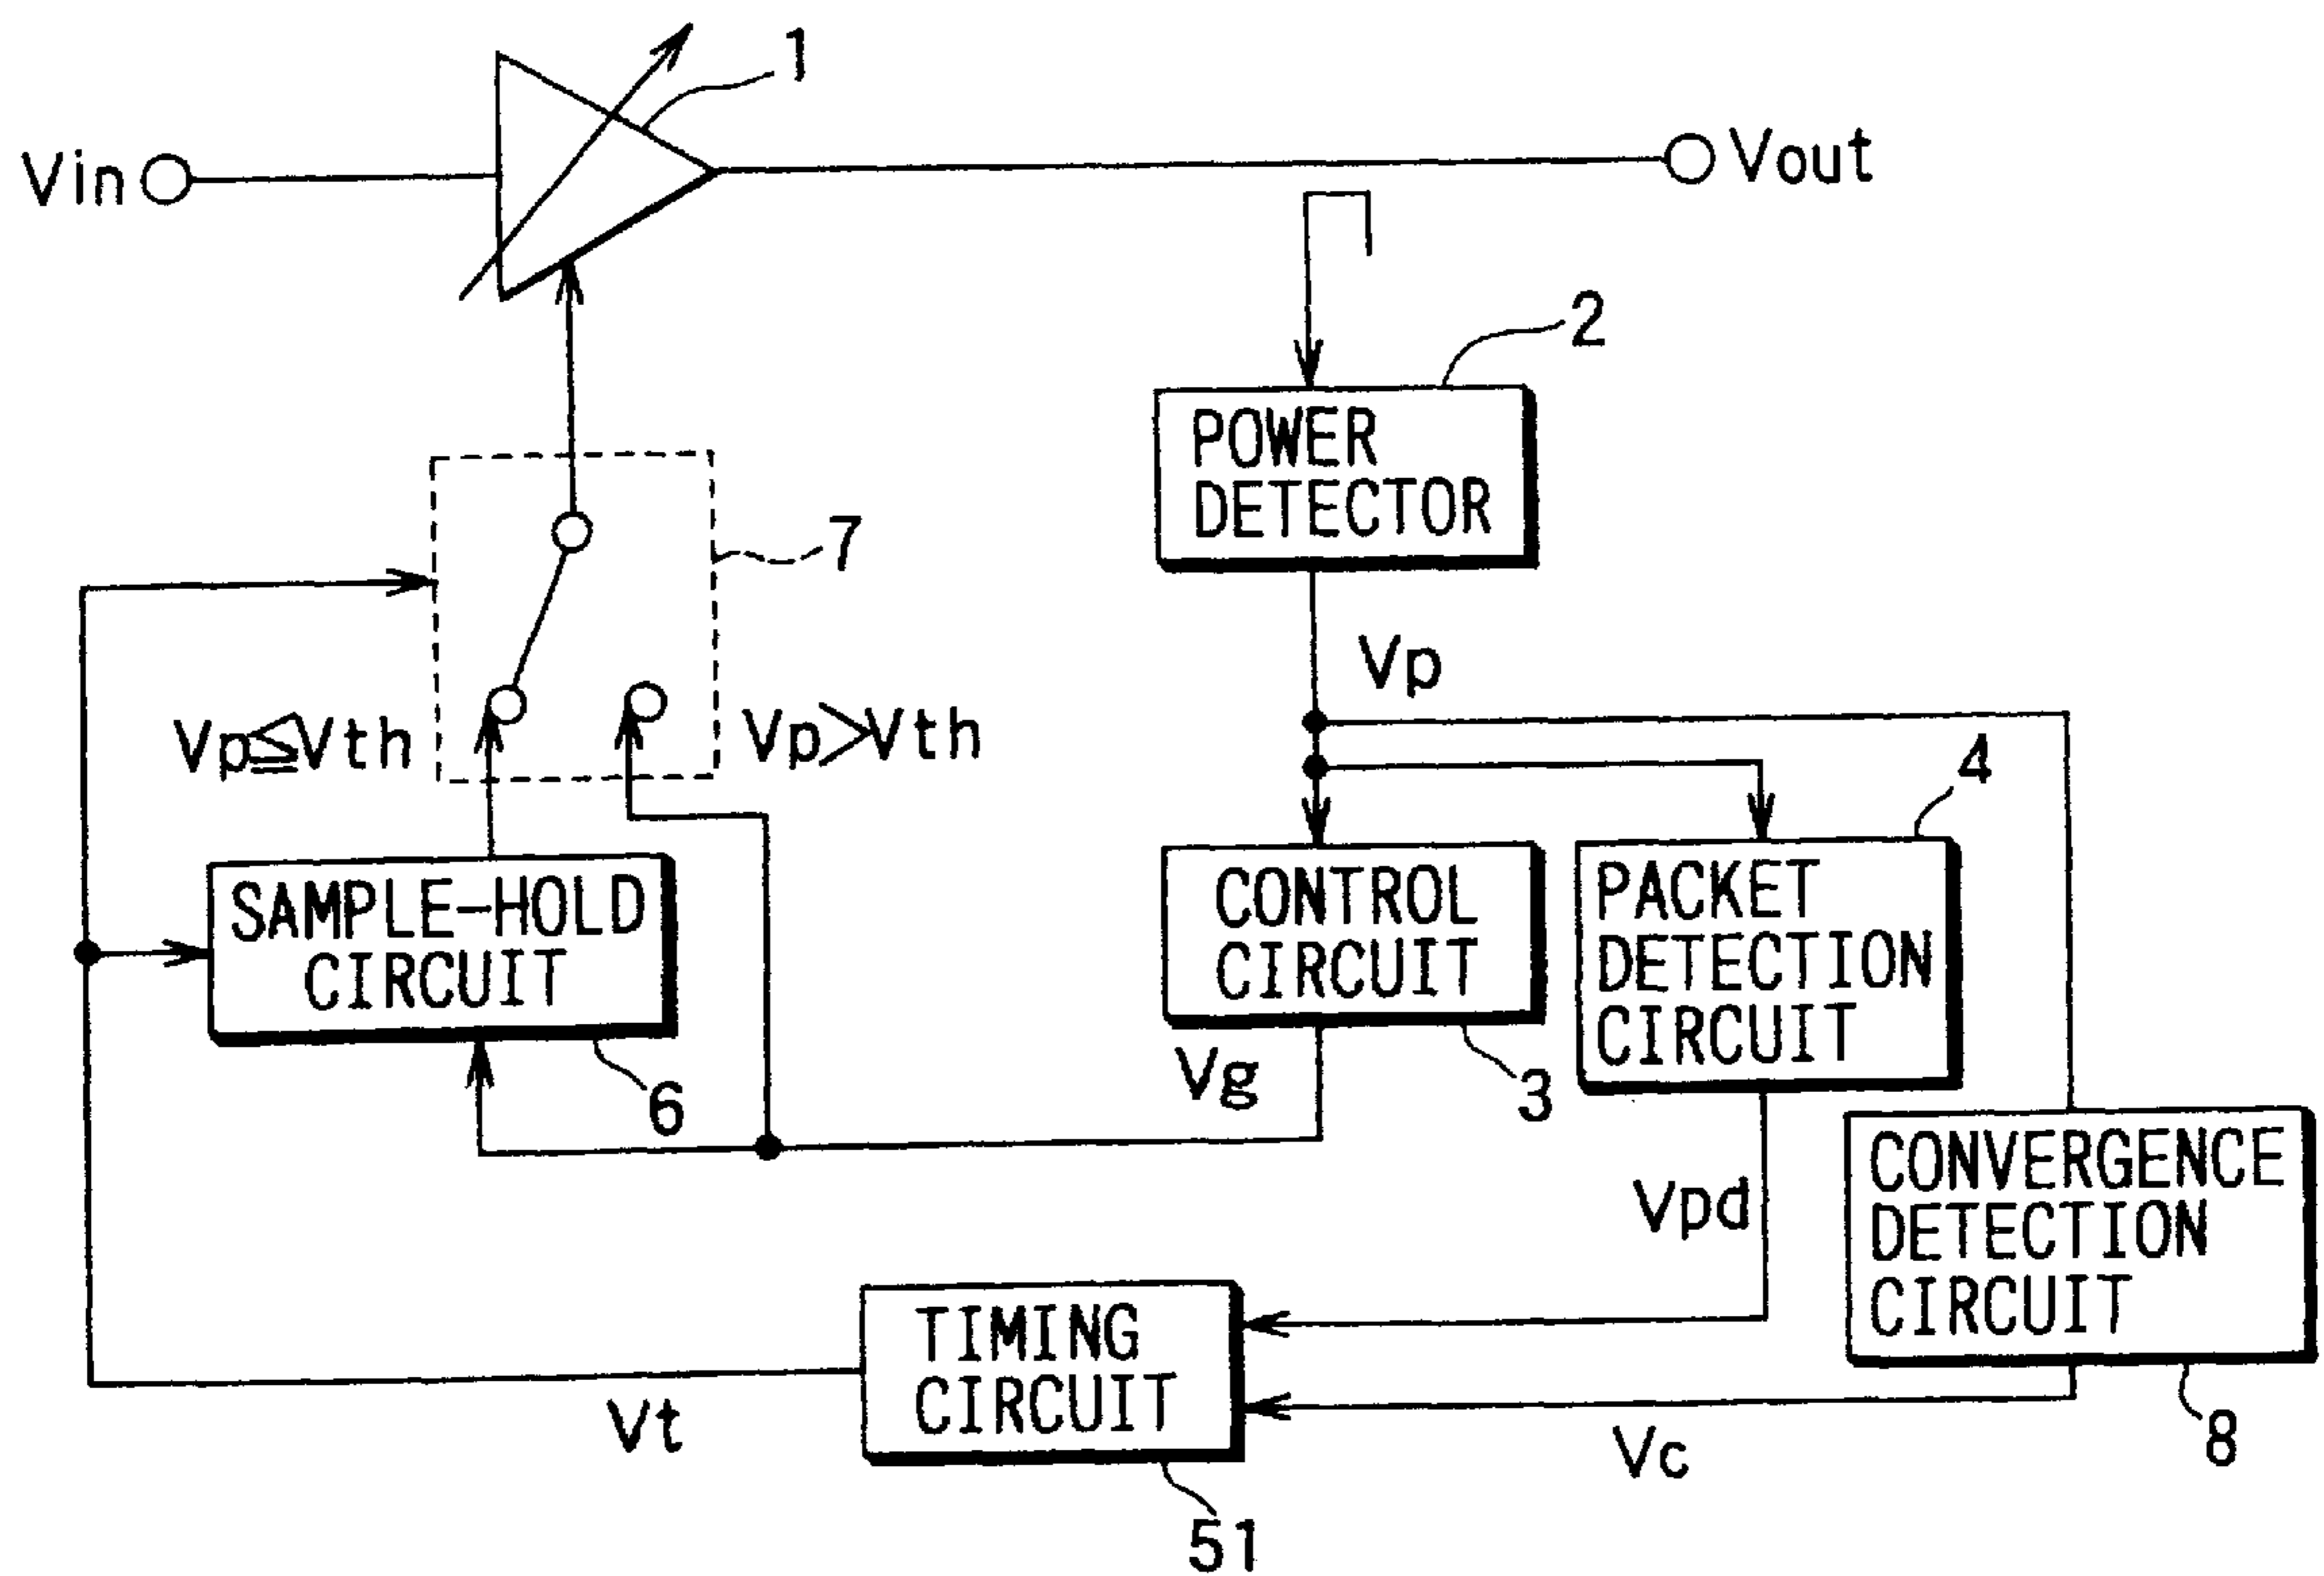 1
Vin
Vout
2
POWER
DETECTOR
7
Vp
Vp≦Vth
Vp>Vth
4
SAMPLE-HOLD
CIRCUIT
CONTROL
CIRCUIT
PACKET
DETECTION
CIRCUIT
6
Vg
3
CONVERGENCE
DETECTION
CIRCUIT
Vpd
TIMING
CIRCUIT
Vt
Vc
8
51